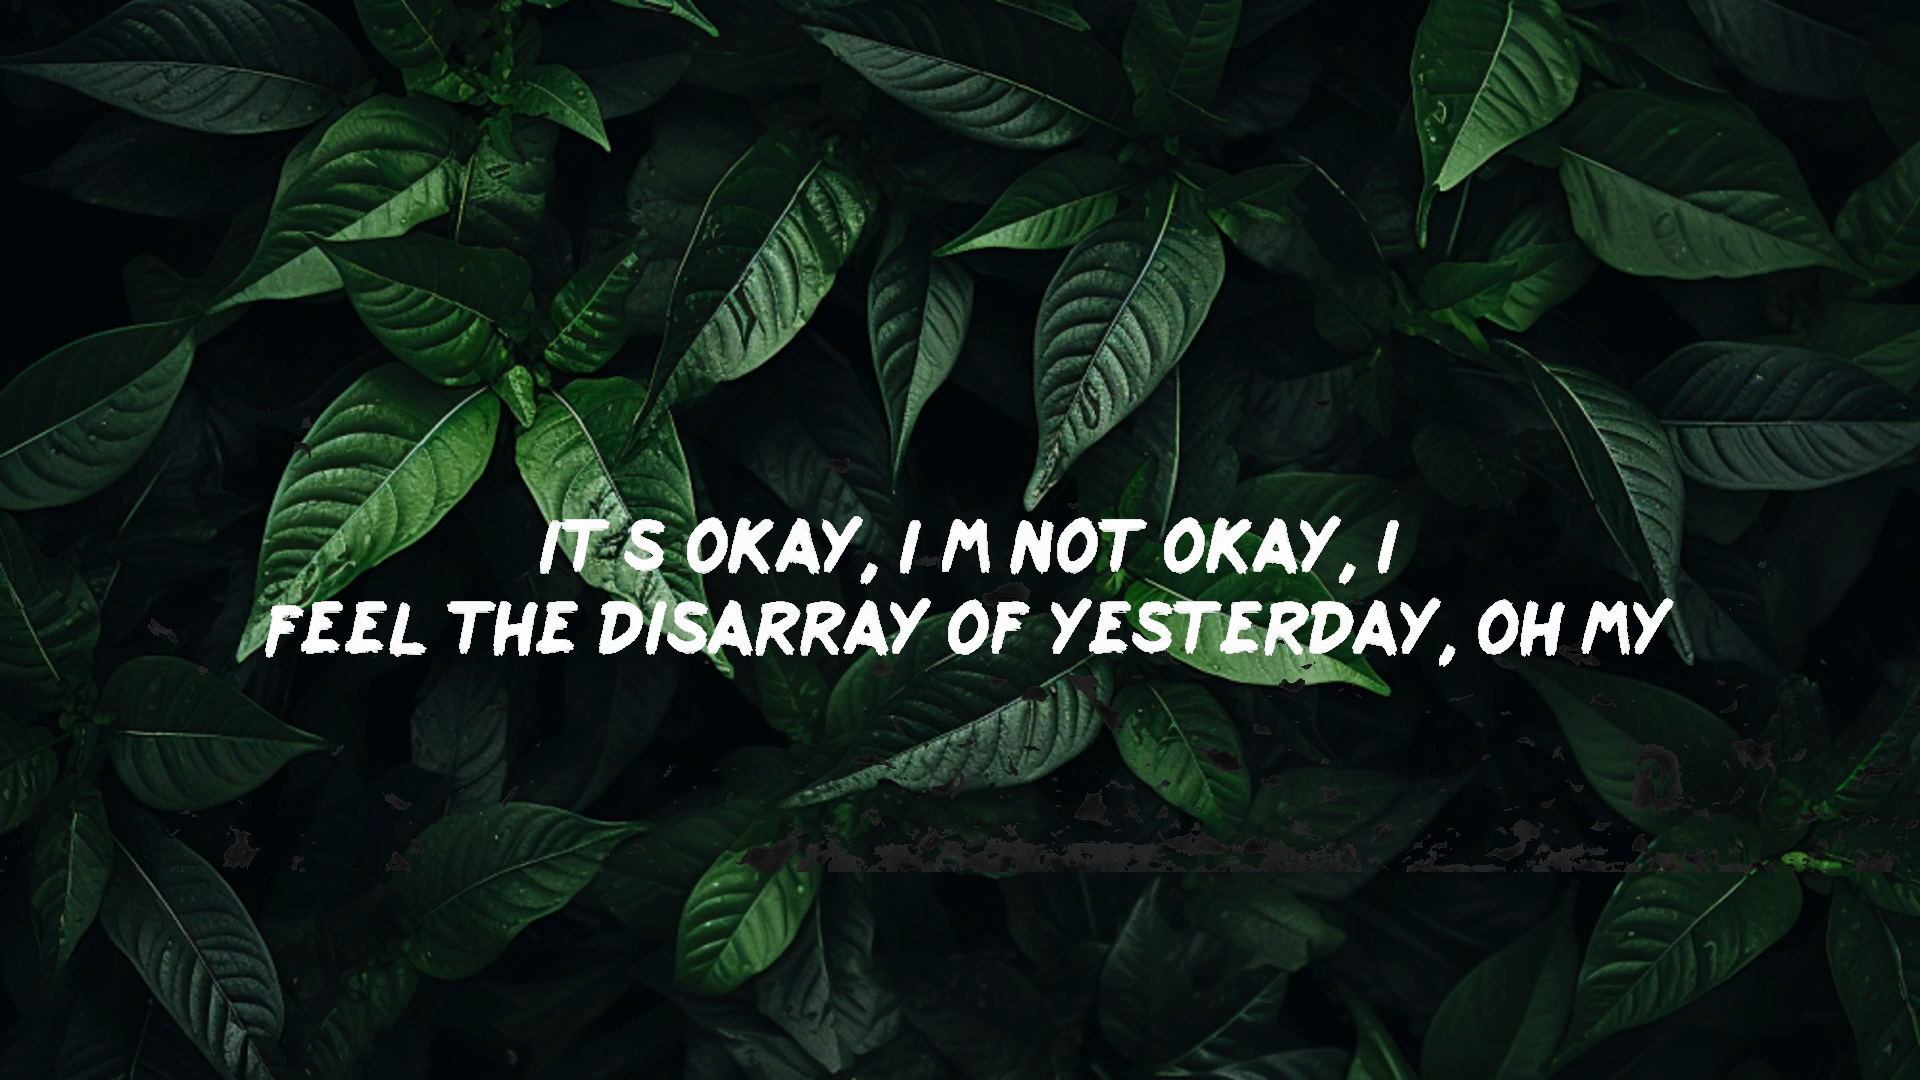 IT S OKAY, I M NOT OKAY, I
FEEL THE DISARRAY OF YESTERDAY, OH MY